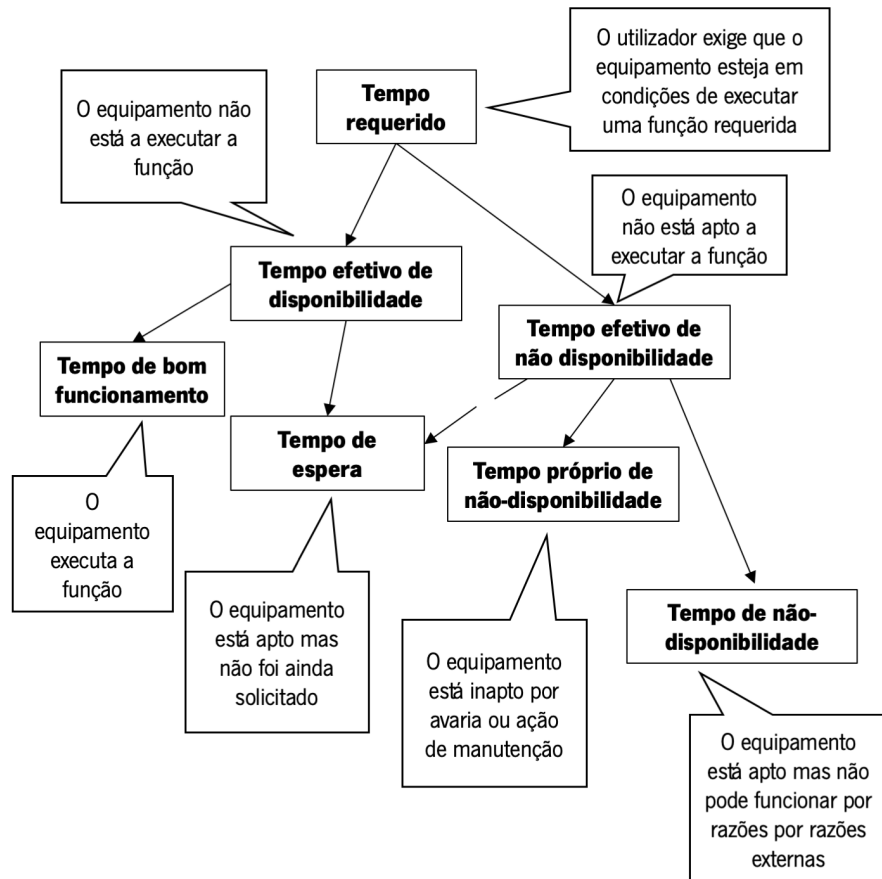 O utilizador exige que o
equipamento esteja em
condições de executar
uma função requerida
Tempo
requerido
O equipamento não
está a executar a
função
O equipamento
não está apto a
executar a função
Tempo efetivo de
disponibilidade
Tempo efetivo de
não disponibilidade
Tempo de bom
funcionamento
Tempo de
espera
Tempo próprio de
não-disponibilidade
O
equipamento
executa a
função
O equipamento
está apto mas
não foi ainda
solicitado
Tempo de não-
disponibilidade
O equipamento
está inapto por
avaria ou ação
de manutenção
O equipamento
está apto mas não
pode funcionar por
razões por razões
externas